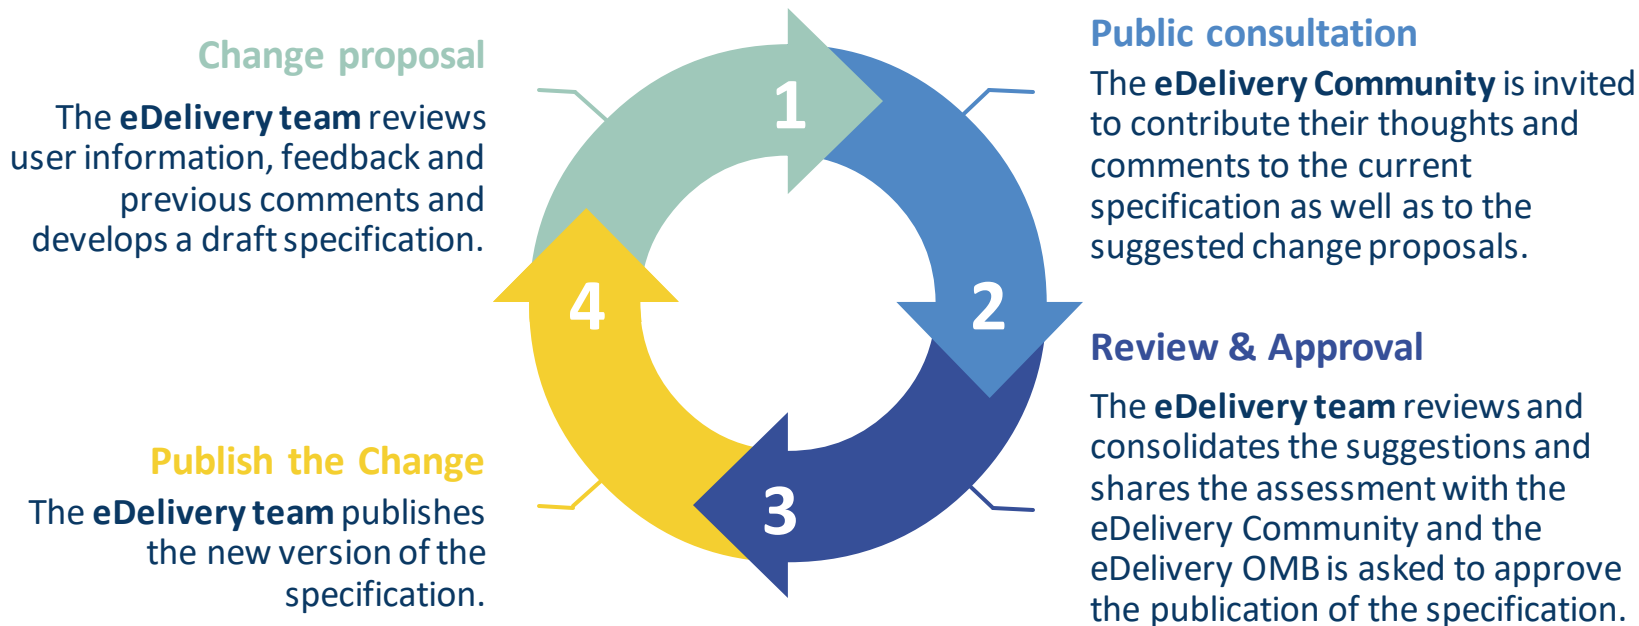 Change proposal
The eDelivery team reviews
user information, feedback and
previous comments and
develops a draft specification.
1
Public consultation
The eDelivery Community is invited
to contribute their thoughts and
comments to the current
specification as well as to the
suggested change proposals.
2
Review & Approval
The eDelivery team reviews and
consolidates the suggestions and
shares the assessment with the
eDelivery Community and the
eDelivery OMB is asked to approve
the publication of the specification.
3
Publish the Change
The eDelivery team publishes
the new version of the
specification.
4